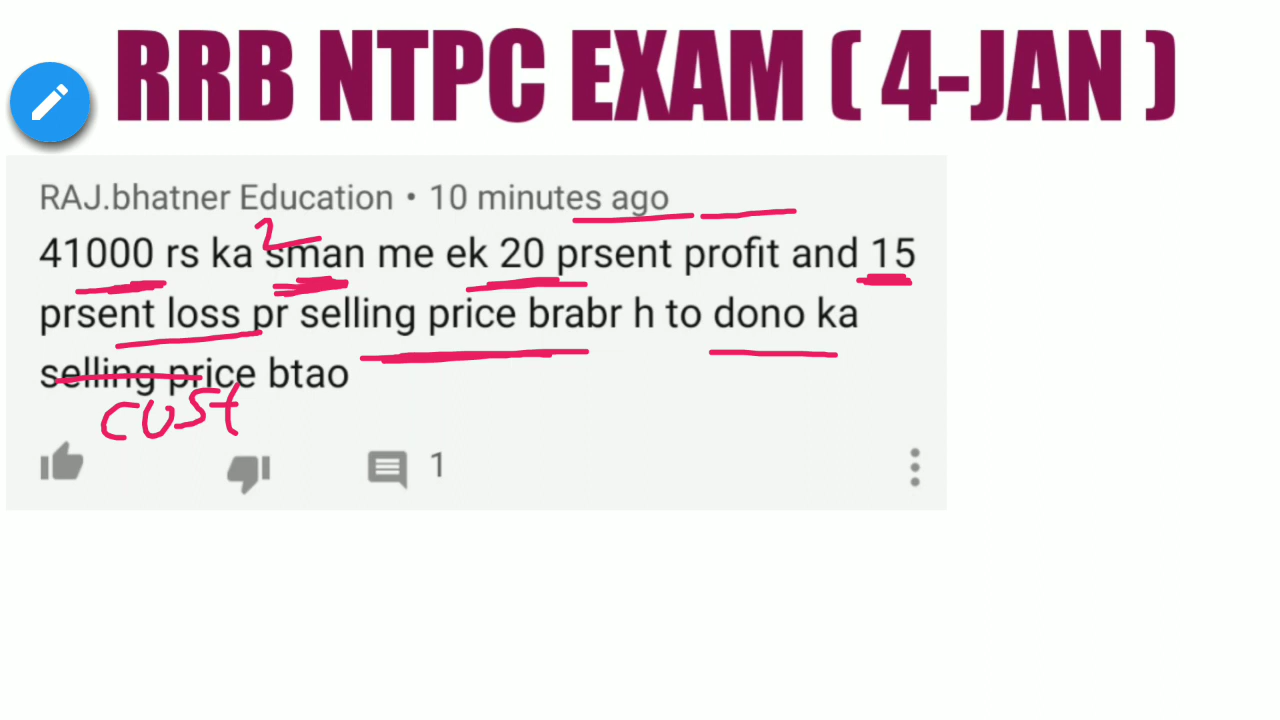 RRB NTPC EXAM ( 4-JAN )
RAJ.bhatner Education • 10 minutes ago
2
41000 rs ka sman me ek 20 prsent profit and 15
prsent loss pr selling price brabr h to dono ka
selling price btao
cost
1